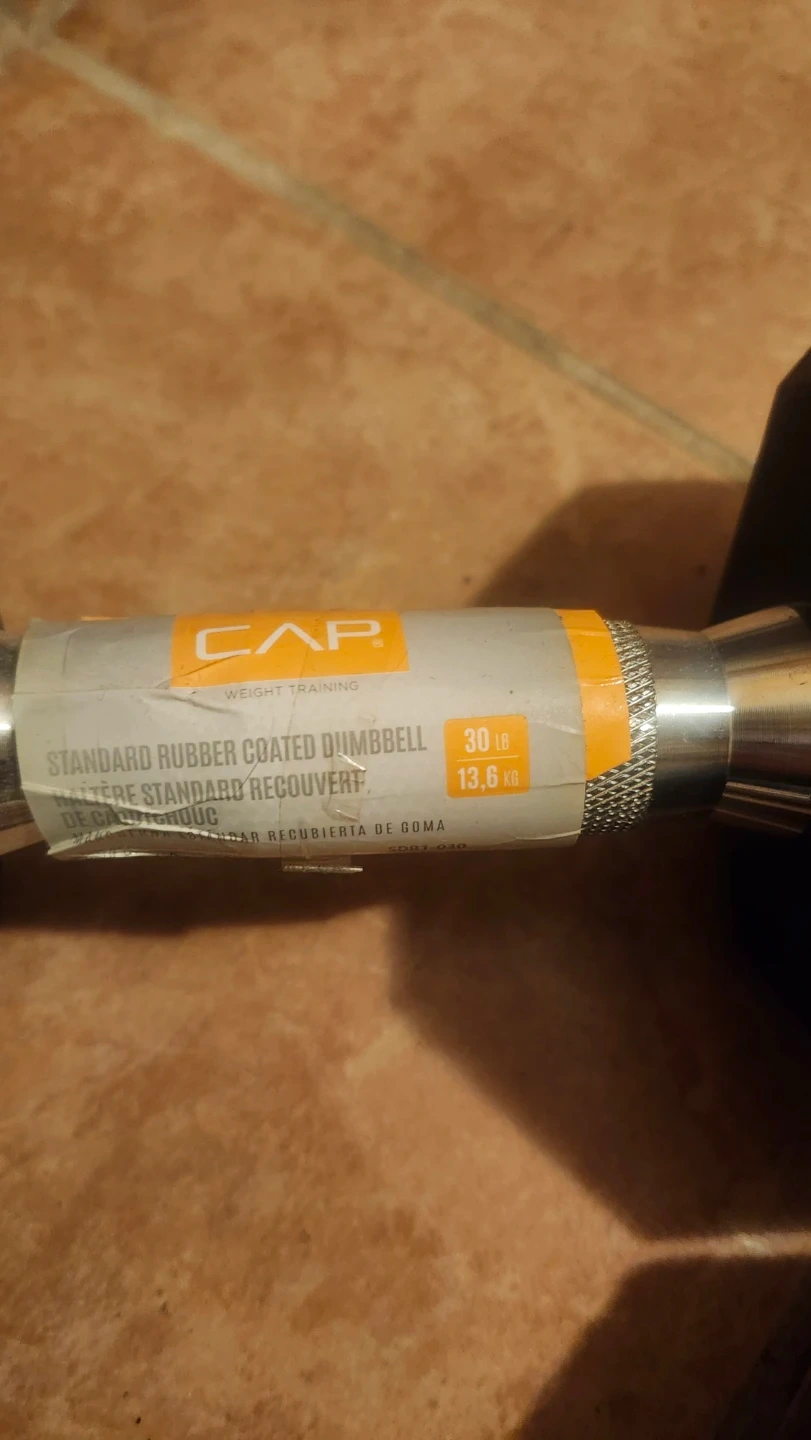 CAP®
WEIGHT TRAINING
STANDARD RUBBER COATED DUMBBELL
30 LB
13,6 KG
HALTÈRE STANDARD RECOUVERT
DE CAOUTCHOUC
ESTÁNDAR RECUBIERTA DE GOMA